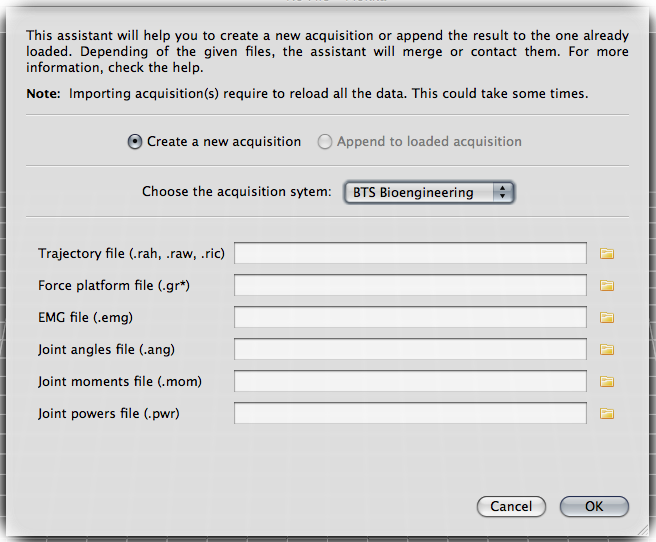 This assistant will help you to create a new acquisition or append the result to the one already
loaded. Depending of the given files, the assistant will merge or contact them. For more
information, check the help.
Note: Importing acquisition(s) require to reload all the data. This could take some times.
Create a new acquisition
Append to loaded acquisition
Choose the acquisition sytem:
BTS Bioengineering
Trajectory file (.rah, .raw, .ric)
Force platform file (.gr*)
EMG file (.emg)
Joint angles file (.ang)
Joint moments file (.mom)
Joint powers file (.pwr)
Cancel
OK